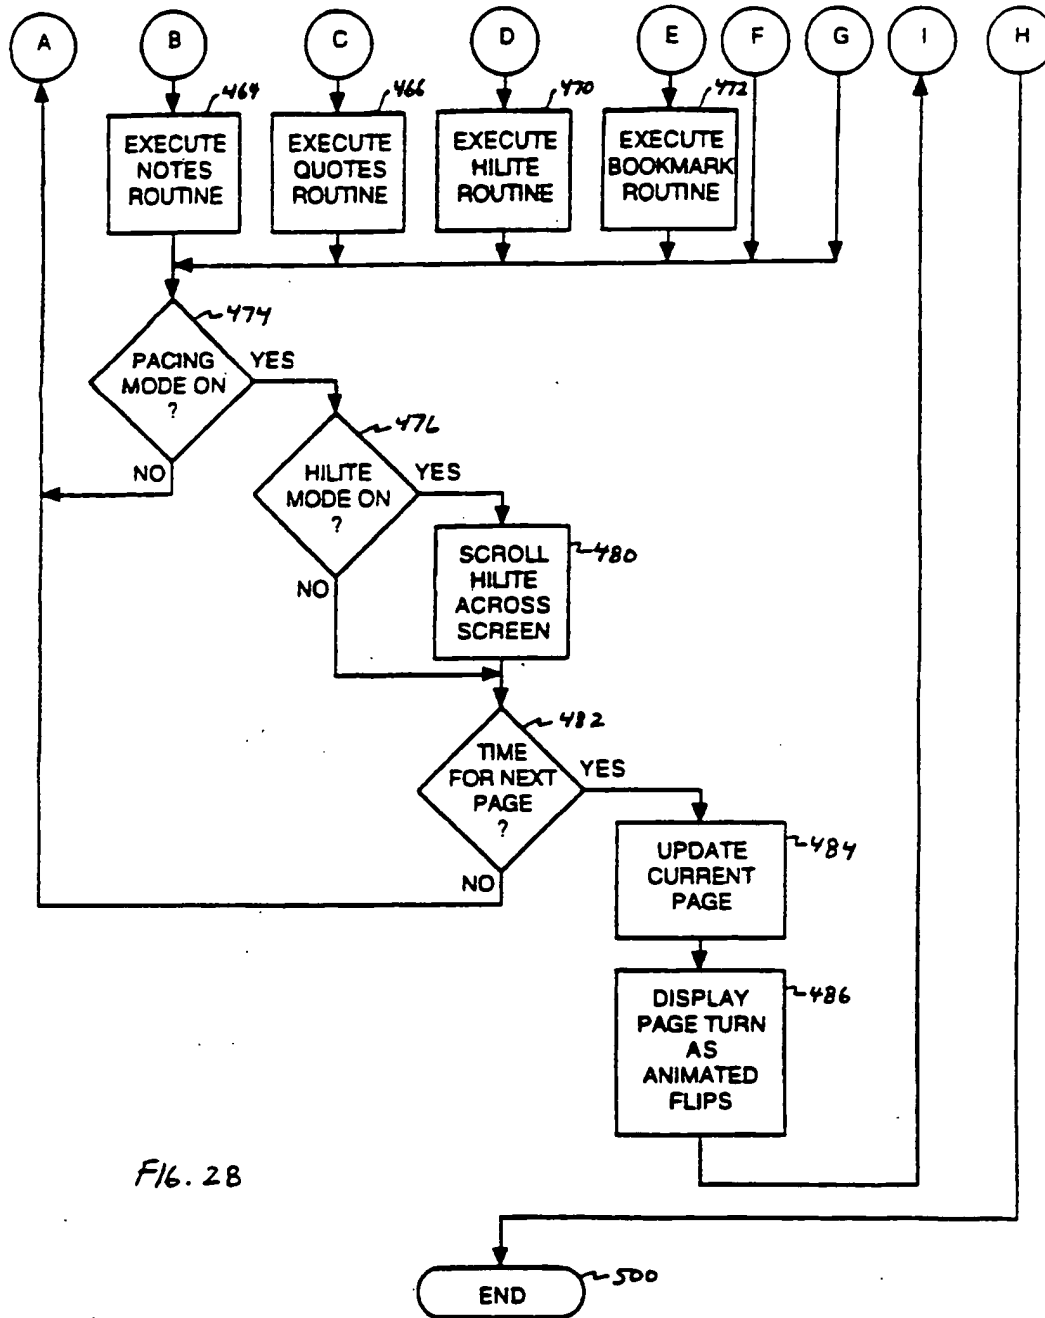 A
B
C
D
E
F
G
I
H
464
466
470
472
EXECUTE
NOTES
ROUTINE
EXECUTE
QUOTES
ROUTINE
EXECUTE
HILITE
ROUTINE
EXECUTE
BOOKMARK
ROUTINE
474
PACING
MODE ON
?
YES
NO
476
HILITE
MODE ON
?
YES
NO
480
SCROLL
HILITE
ACROSS
SCREEN
482
TIME
FOR NEXT
PAGE
?
YES
NO
484
UPDATE
CURRENT
PAGE
486
DISPLAY
PAGE TURN
AS
ANIMATED
FLIPS
FIG. 2B
500
END